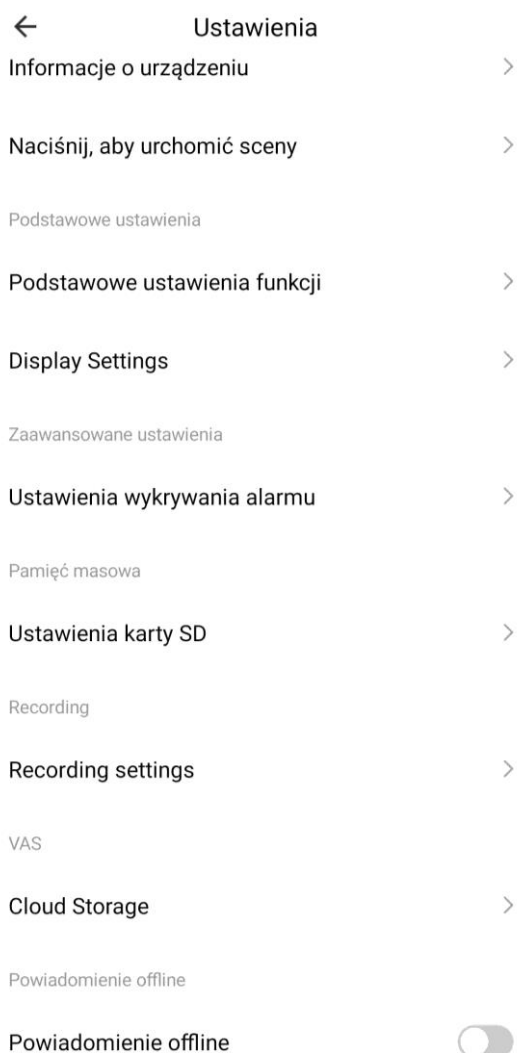 Ustawienia
Informacje o urządzeniu
Naciśnij, aby urchomić sceny
Podstawowe ustawienia
Podstawowe ustawienia funkcji
Display Settings
Zaawansowane ustawienia
Ustawienia wykrywania alarmu
Pamięć masowa
Ustawienia karty SD
Recording
Recording settings
VAS
Cloud Storage
Powiadomienie offline
Powiadomienie offline